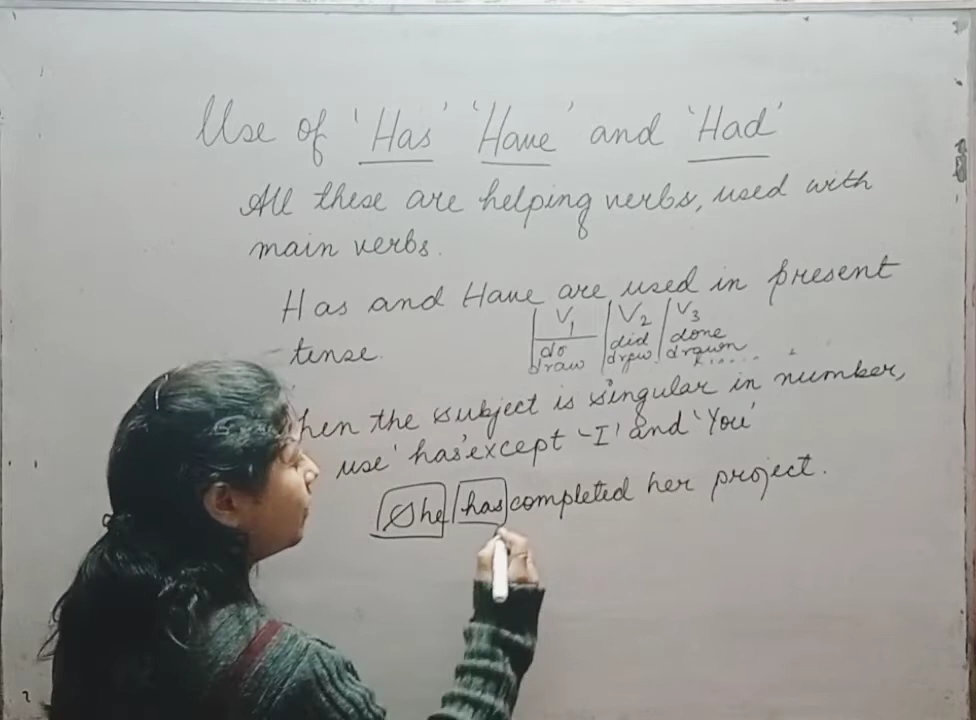 Use of 'Has' 'Have' and 'Had'
All these are helping verbs, used with
main verbs.
Has and Have are used in present
tense.
V1 V2 V3
do did done
draw drew drawn
hen the subject is singular in number,
use 'has' except 'I' and 'You'
She has completed her project.